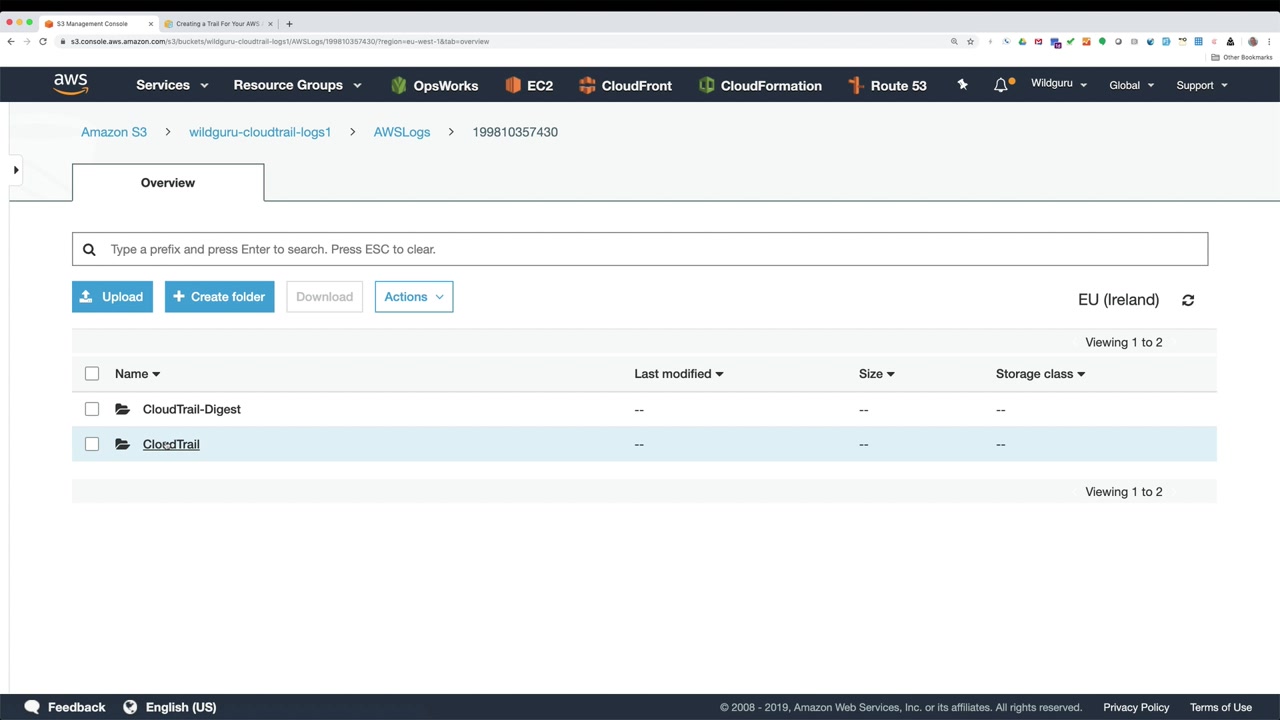 S3 Management Console
Creating a Trail For Your AWS
s3.console.aws.amazon.com/s3/buckets/wildguru-cloudtrail-logs1/AWSLogs/199810357430/?region=eu-west-1&tab=overview
Other Bookmarks
aws
Services
Resource Groups
OpsWorks
EC2
CloudFront
CloudFormation
Route 53
Wildguru
Global
Support
Amazon S3 > wildguru-cloudtrail-logs1 > AWSLogs > 199810357430
Overview
Type a prefix and press Enter to search. Press ESC to clear.
Upload
Create folder
Download
Actions
EU (Ireland)
Viewing 1 to 2
Name
Last modified
Size
Storage class
CloudTrail-Digest -- -- --
CloudTrail -- -- --
Viewing 1 to 2
Feedback
English (US)
© 2008 - 2019, Amazon Web Services, Inc. or its affiliates. All rights reserved.
Privacy Policy
Terms of Use